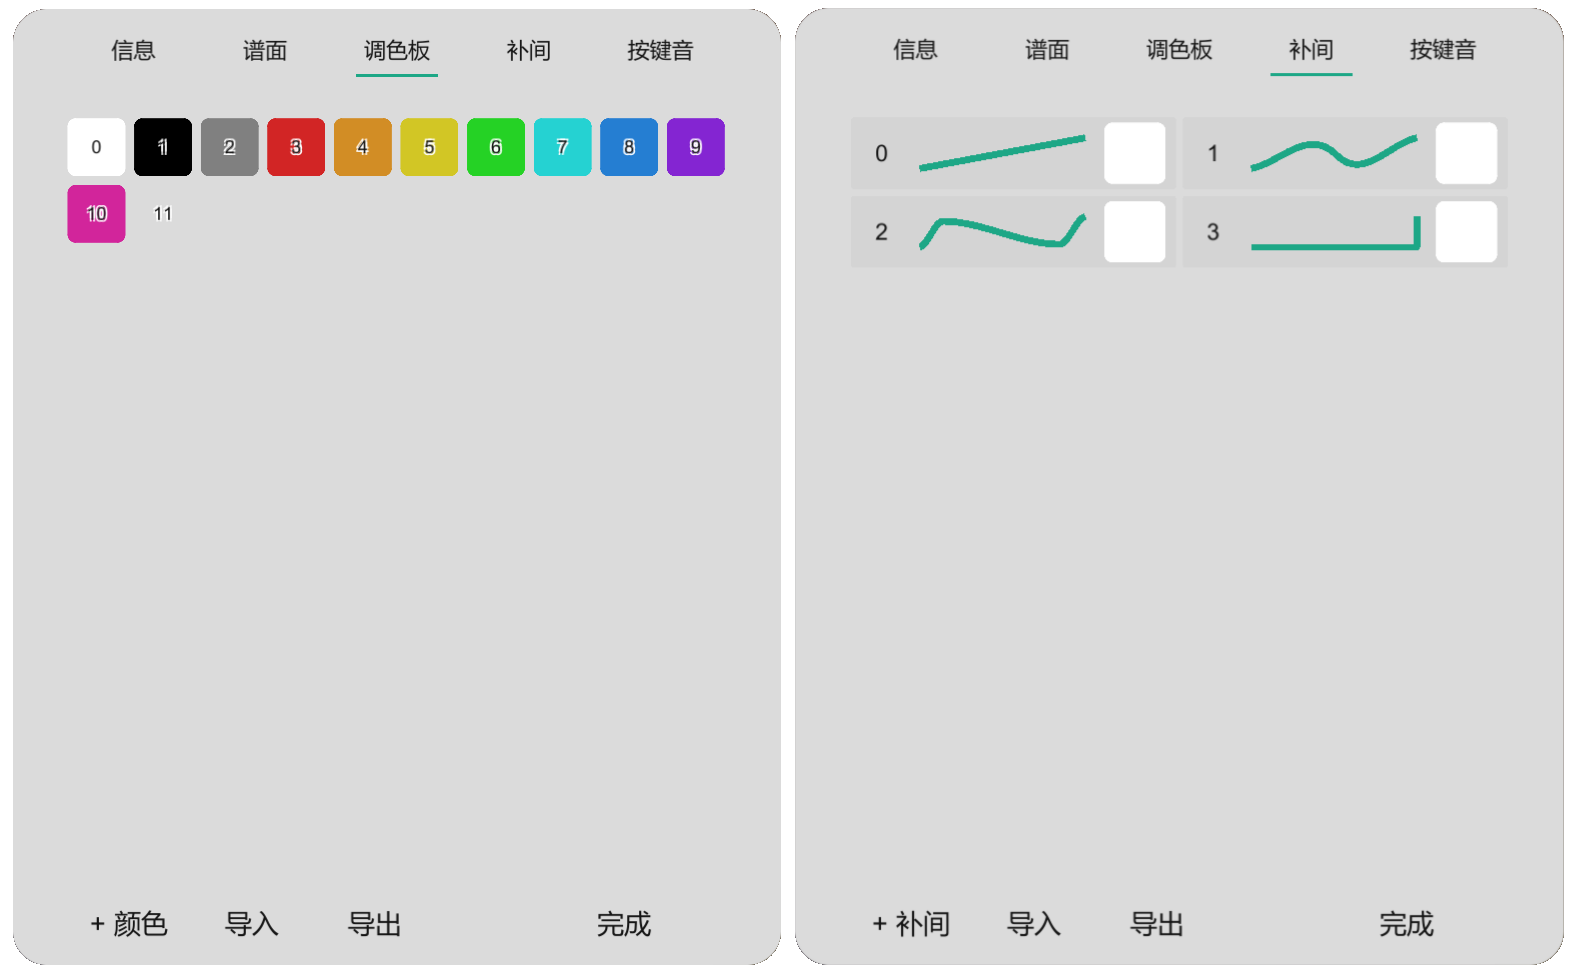 信息 谱面 调色板 补间 按键音
0 1 2 3 4 5 6 7 8 9
10 11
+ 颜色 导入 导出 完成
信息 谱面 调色板 补间 按键音
0 1
2 3
+ 补间 导入 导出 完成